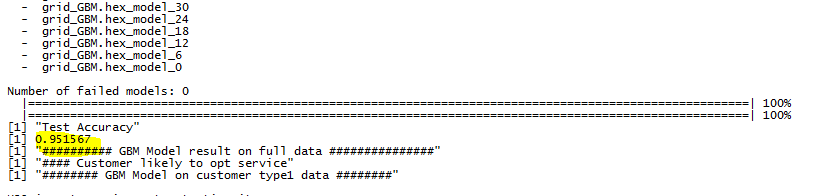 - grid_GBM.hex_model_30
- grid_GBM.hex_model_24
- grid_GBM.hex_model_18
- grid_GBM.hex_model_12
- grid_GBM.hex_model_6
- grid_GBM.hex_model_0
Number of failed models: 0
|======================================================================================================| 100%
|======================================================================================================| 100%
[1] "Test Accuracy"
[1] 0.951567
[1] "########## GBM Model result on full data ###############"
[1] "#### Customer likely to opt service"
[1] "######## GBM Model on customer type1 data ########"